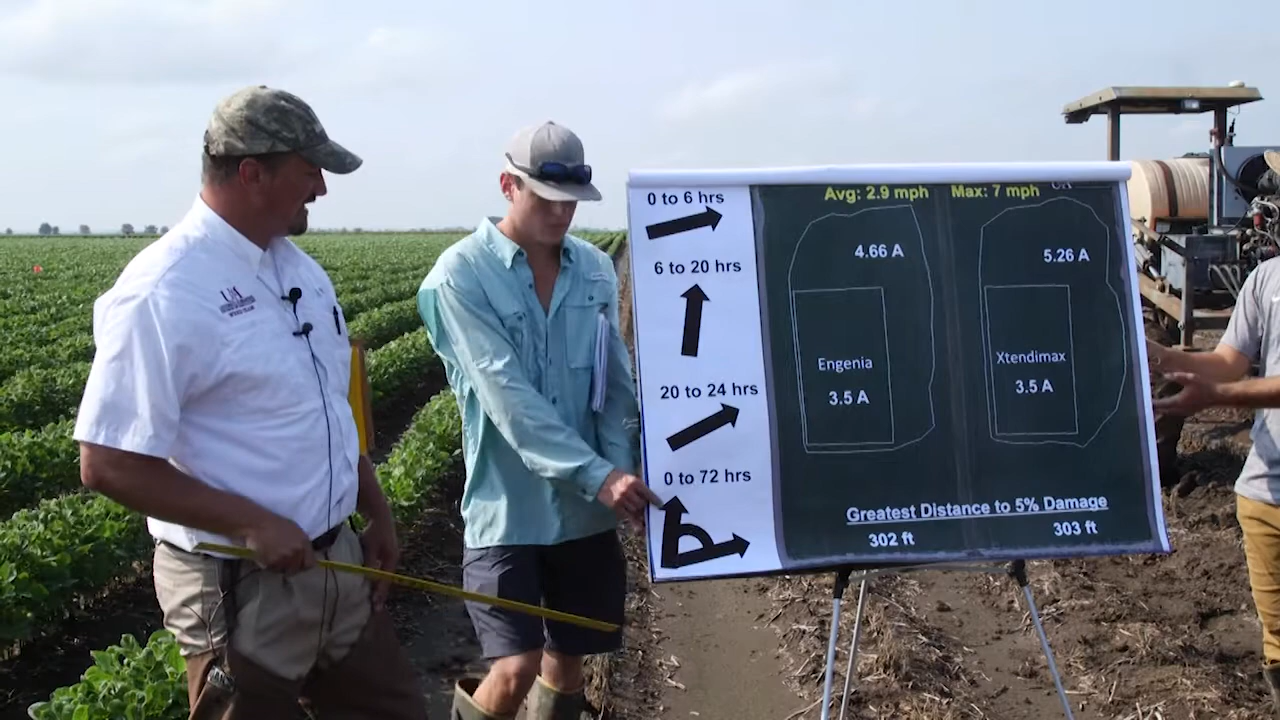 0 to 6 hrs
6 to 20 hrs
20 to 24 hrs
0 to 72 hrs
Avg: 2.9 mph Max: 7 mph
4.66 A
Engenia
3.5 A
5.26 A
Xtendimax
3.5 A
Greatest Distance to 5% Damage
302 ft
303 ft